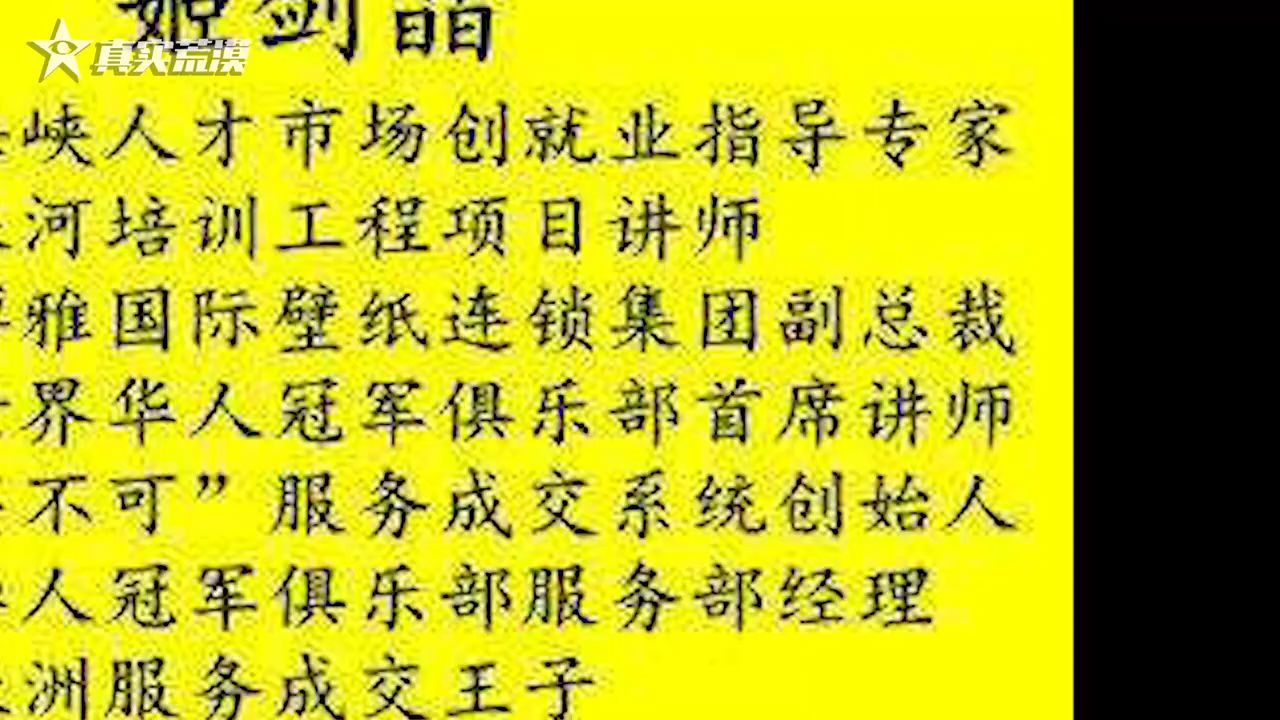 姬剑晶
真实荒漠
峡人才市场创就业指导专家
河培训工程项目讲师
雅国际壁纸连锁集团副总裁
界华人冠军俱乐部首席讲师
不可”服务成交系统创始人
人冠军俱乐部服务部经理
洲服务成交王子